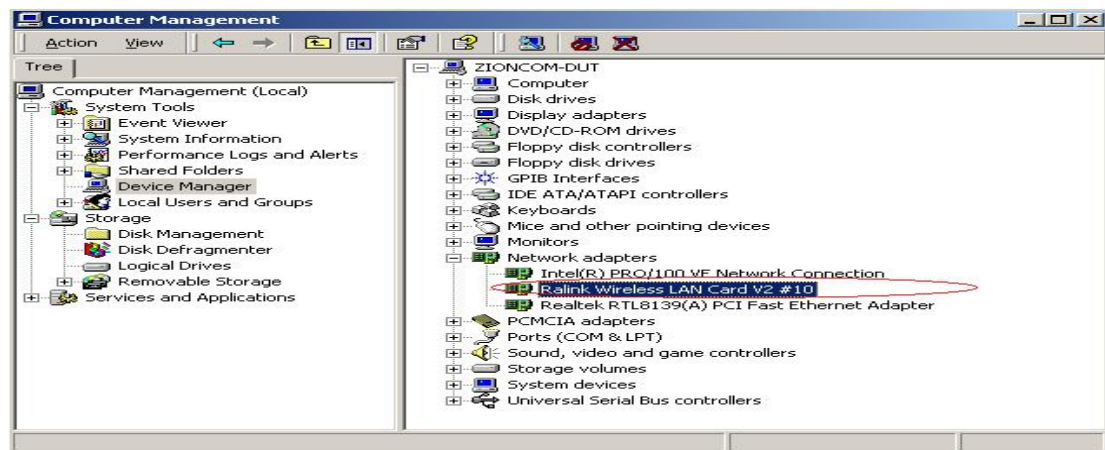 Computer Management
Action View
Tree
Computer Management (Local)
System Tools
Event Viewer
System Information
Performance Logs and Alerts
Shared Folders
Device Manager
Local Users and Groups
Storage
Disk Management
Disk Defragmenter
Logical Drives
Removable Storage
Services and Applications
ZIONCOM-DUT
Computer
Disk drives
Display adapters
DVD/CD-ROM drives
Floppy disk controllers
Floppy disk drives
GPIB Interfaces
IDE ATA/ATAPI controllers
Keyboards
Mice and other pointing devices
Monitors
Network adapters
Intel(R) PRO/100 VE Network Connection
Ralink Wireless LAN Card V2 #10
Realtek RTL8139(A) PCI Fast Ethernet Adapter
PCMCIA adapters
Ports (COM & LPT)
Sound, video and game controllers
Storage volumes
System devices
Universal Serial Bus controllers